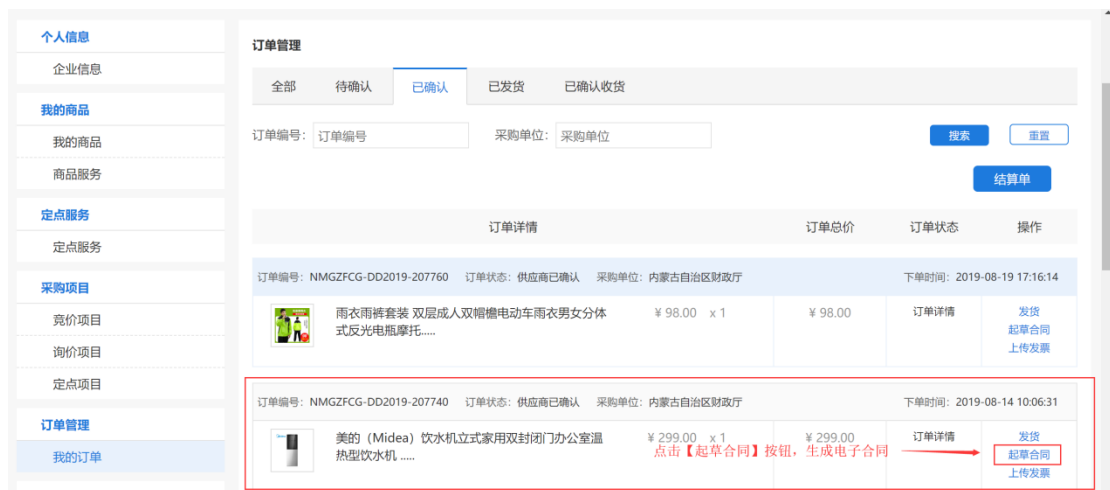 个人信息
企业信息
我的商品
我的商品
商品服务
定点服务
定点服务
采购项目
竞价项目
询价项目
定点项目
订单管理
我的订单
订单管理
全部 待确认 已确认 已发货 已确认收货
订单编号： 订单编号 采购单位： 采购单位 搜索 重置
结算单
订单详情 订单总价 订单状态 操作
订单编号：NMGZFCG-DD2019-207760 订单状态：供应商已确认 采购单位：内蒙古自治区财政厅 下单时间：2019-08-19 17:16:14
雨衣雨裤套装 双层成人双帽檐电动车雨衣男女分体 ¥ 98.00 x 1 ¥ 98.00 订单详情 发货
式反光电瓶摩托..... 起草合同
上传发票
订单编号：NMGZFCG-DD2019-207740 订单状态：供应商已确认 采购单位：内蒙古自治区财政厅 下单时间：2019-08-14 10:06:31
美的（Midea）饮水机立式家用双封闭门办公室温 ¥ 299.00 x 1 ¥ 299.00 订单详情 发货
热型饮水机 ..... 点击【起草合同】按钮，生成电子合同 起草合同
上传发票